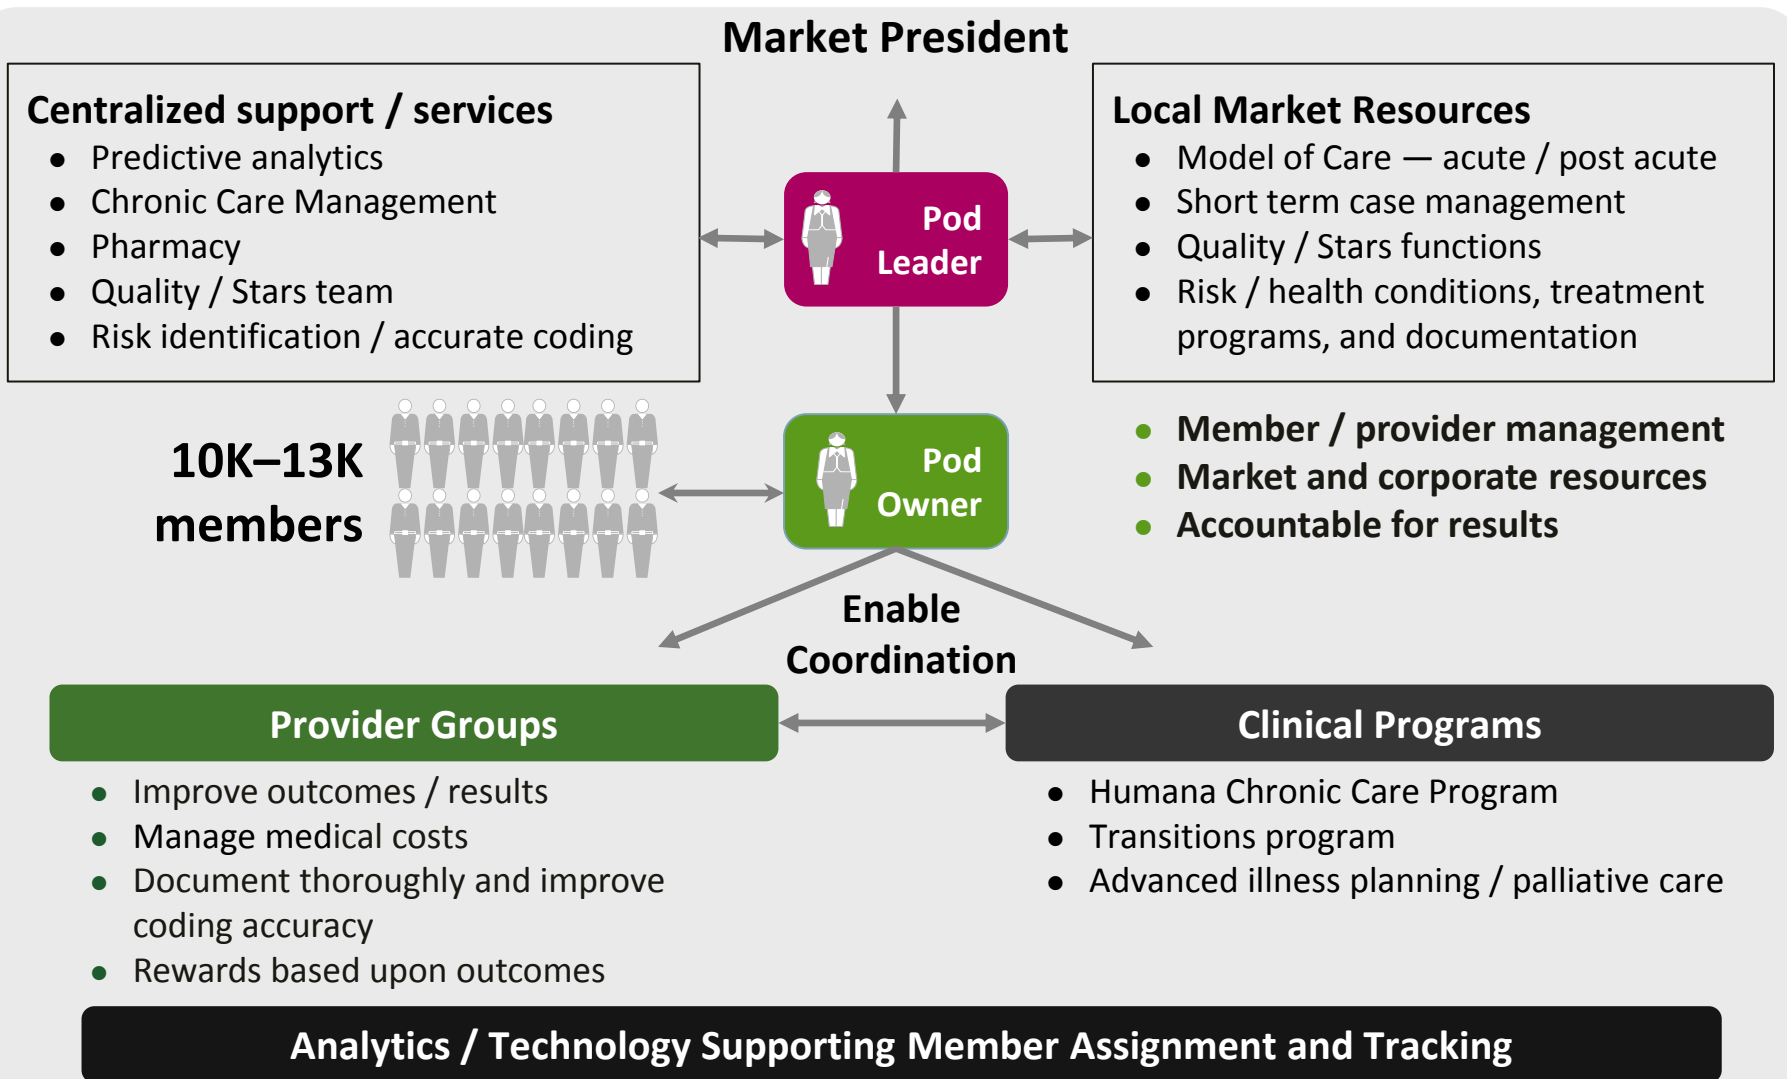 Market President
Centralized support / services
● Predictive analytics
● Chronic Care Management
● Pharmacy
● Quality / Stars team
● Risk identification / accurate coding
Pod
Leader
Local Market Resources
● Model of Care — acute / post acute
● Short term case management
● Quality / Stars functions
● Risk / health conditions, treatment
programs, and documentation
10K–13K
members
Pod
Owner
● Member / provider management
● Market and corporate resources
● Accountable for results
Enable
Coordination
Provider Groups
● Improve outcomes / results
● Manage medical costs
● Document thoroughly and improve
coding accuracy
● Rewards based upon outcomes
Clinical Programs
● Humana Chronic Care Program
● Transitions program
● Advanced illness planning / palliative care
Analytics / Technology Supporting Member Assignment and Tracking